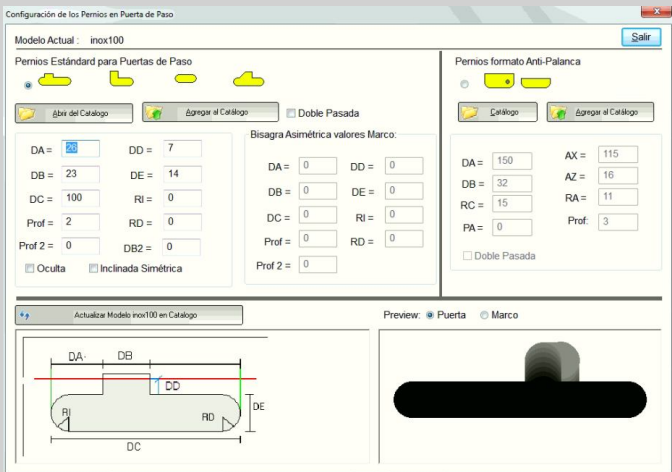 Configuración de los Pernios en Puerta de Paso
Modelo Actual : inox100
Salir
Pernios Estándard para Puertas de Paso
Abrir del Catalogo
Agregar al Catálogo
Doble Pasada
DA = 26
DD = 7
DB = 23
DE = 14
DC = 100
RI = 0
Prof = 2
RD = 0
Prof 2 = 0
DB2 = 0
Oculta
Inclinada Simétrica
Bisagra Asimétrica valores Marco:
DA = 0
DD = 0
DB = 0
DE = 0
DC = 0
RI = 0
Prof = 0
RD = 0
Prof 2 = 0
Pernios formato Anti-Palanca
Catálogo
Agregar al Catálogo
DA = 150
AX = 115
DB = 32
AZ = 16
RC = 15
RA = 11
PA = 0
Prof: 3
Doble Pasada
Actualizar Modelo inox100 en Catalogo
Preview: Puerta Marco
DA
DB
DD
DE
RI
RD
DC